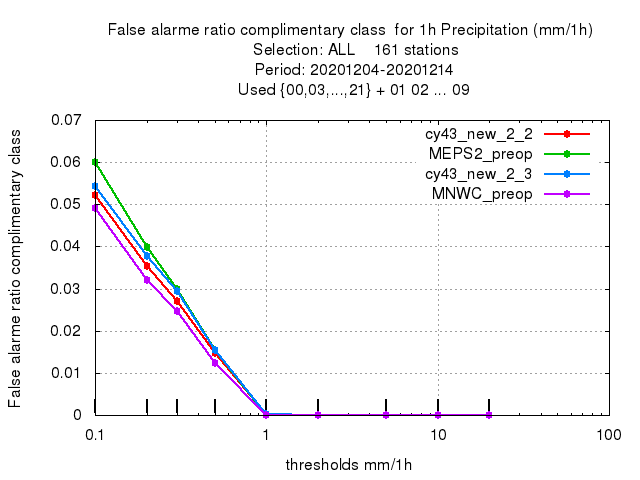 False alarme ratio complimentary class  for 1h Precipitation (mm/1h)
Selection: ALL    161 stations
Period: 20201204-20201214
Used {00,03,...,21} + 01 02 ... 09
False alarme ratio complimentary class
0.07
0.06
0.05
0.04
0.03
0.02
0.01
0
cy43_new_2_2
MEPS2_preop
cy43_new_2_3
MNWC_preop
0.1 1 10 100
thresholds mm/1h